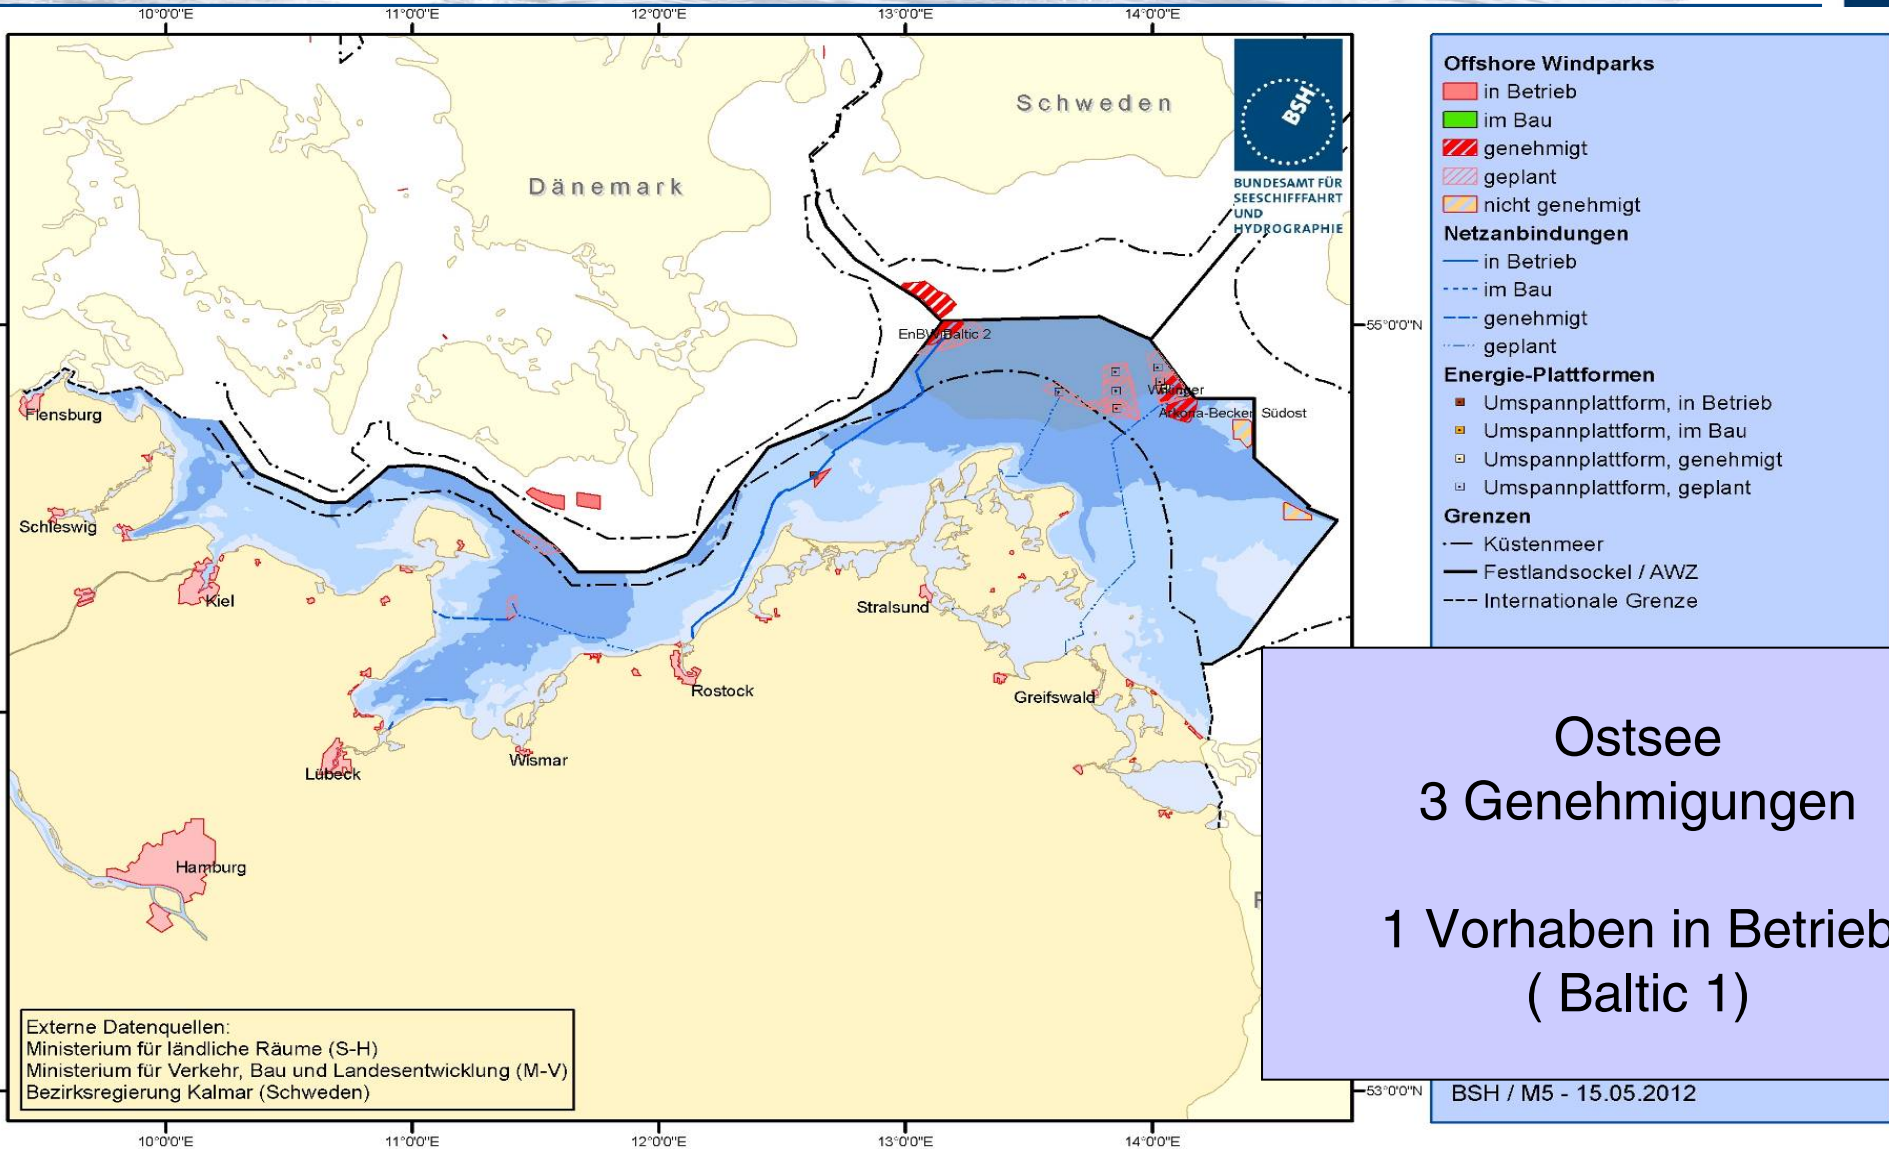 10°0'0"E 11°0'0"E 12°0'0"E 13°0'0"E 14°0'0"E
Schweden
Dänemark
BSH
BUNDESAMT FÜR
SEESCHIFFFAHRT
UND
HYDROGRAPHIE
EnBW Baltic 2
55°0'0"N
Arkona-Becken Südost
Flensburg
Schleswig
Kiel
Stralsund
Rostock
Greifswald
Wismar
Lübeck
Hamburg
Externe Datenquellen:
Ministerium für ländliche Räume (S-H)
Ministerium für Verkehr, Bau und Landesentwicklung (M-V)
Bezirksregierung Kalmar (Schweden)
53°0'0"N
10°0'0"E 11°0'0"E 12°0'0"E 13°0'0"E 14°0'0"E
Offshore Windparks
in Betrieb
im Bau
genehmigt
geplant
nicht genehmigt
Netzanbindungen
in Betrieb
im Bau
genehmigt
geplant
Energie-Plattformen
Umspannplattform, in Betrieb
Umspannplattform, im Bau
Umspannplattform, genehmigt
Umspannplattform, geplant
Grenzen
Küstenmeer
Festlandsockel / AWZ
Internationale Grenze
Ostsee
3 Genehmigungen
1 Vorhaben in Betrieb
( Baltic 1)
BSH / M5 - 15.05.2012